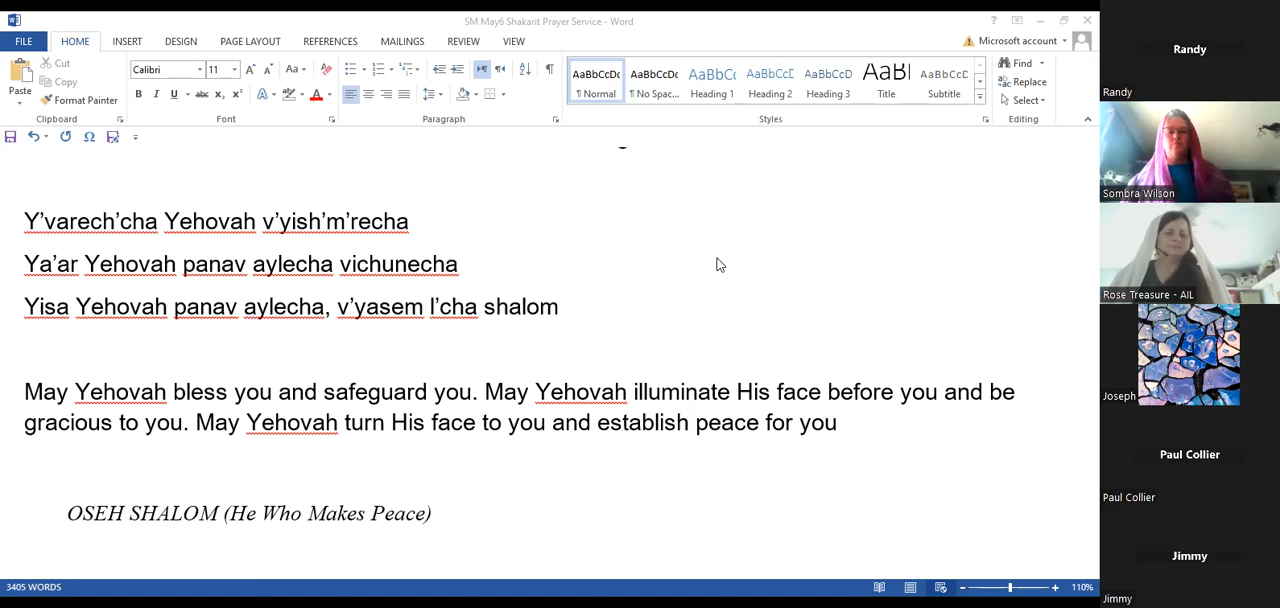 SM May6 Shakarit Prayer Service - Word
FILE HOME INSERT DESIGN PAGE LAYOUT REFERENCES MAILINGS REVIEW VIEW Microsoft account
Paste
Cut
Copy
Format Painter
Calibri 11
AaBbCcDc AaBbCcDc AaBbCc AaBbCcD AaBbCcD AaBl AaBbCcD
¶ Normal ¶ No Spac... Heading 1 Heading 2 Heading 3 Title Subtitle
Find
Replace
Select
Clipboard Font Paragraph Styles Editing
Y’varech’cha Yehovah v’yish’m’recha
Ya’ar Yehovah panav aylecha vichunecha
Yisa Yehovah panav aylecha, v’yasem l’cha shalom
May Yehovah bless you and safeguard you. May Yehovah illuminate His face before you and be
gracious to you. May Yehovah turn His face to you and establish peace for you
OSEH SHALOM (He Who Makes Peace)
3405 WORDS
110%
Randy
Randy
Sombra Wilson
Rose Treasure - AIL
Joseph
Paul Collier
Paul Collier
Jimmy
Jimmy